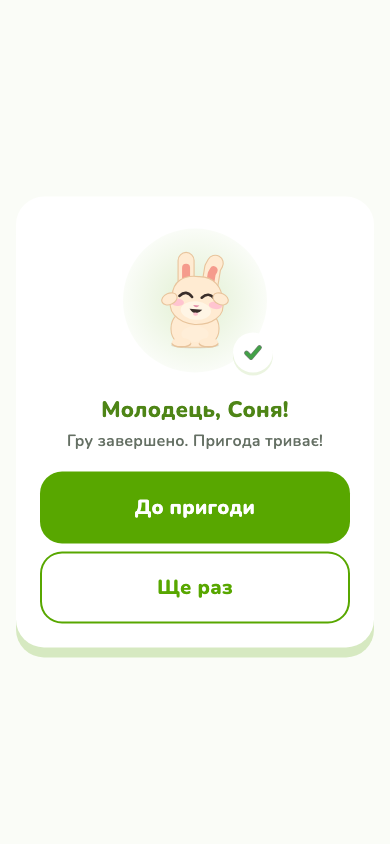 Молодець, Соня!
Гру завершено. Пригода триває!
До пригоди
Ще раз